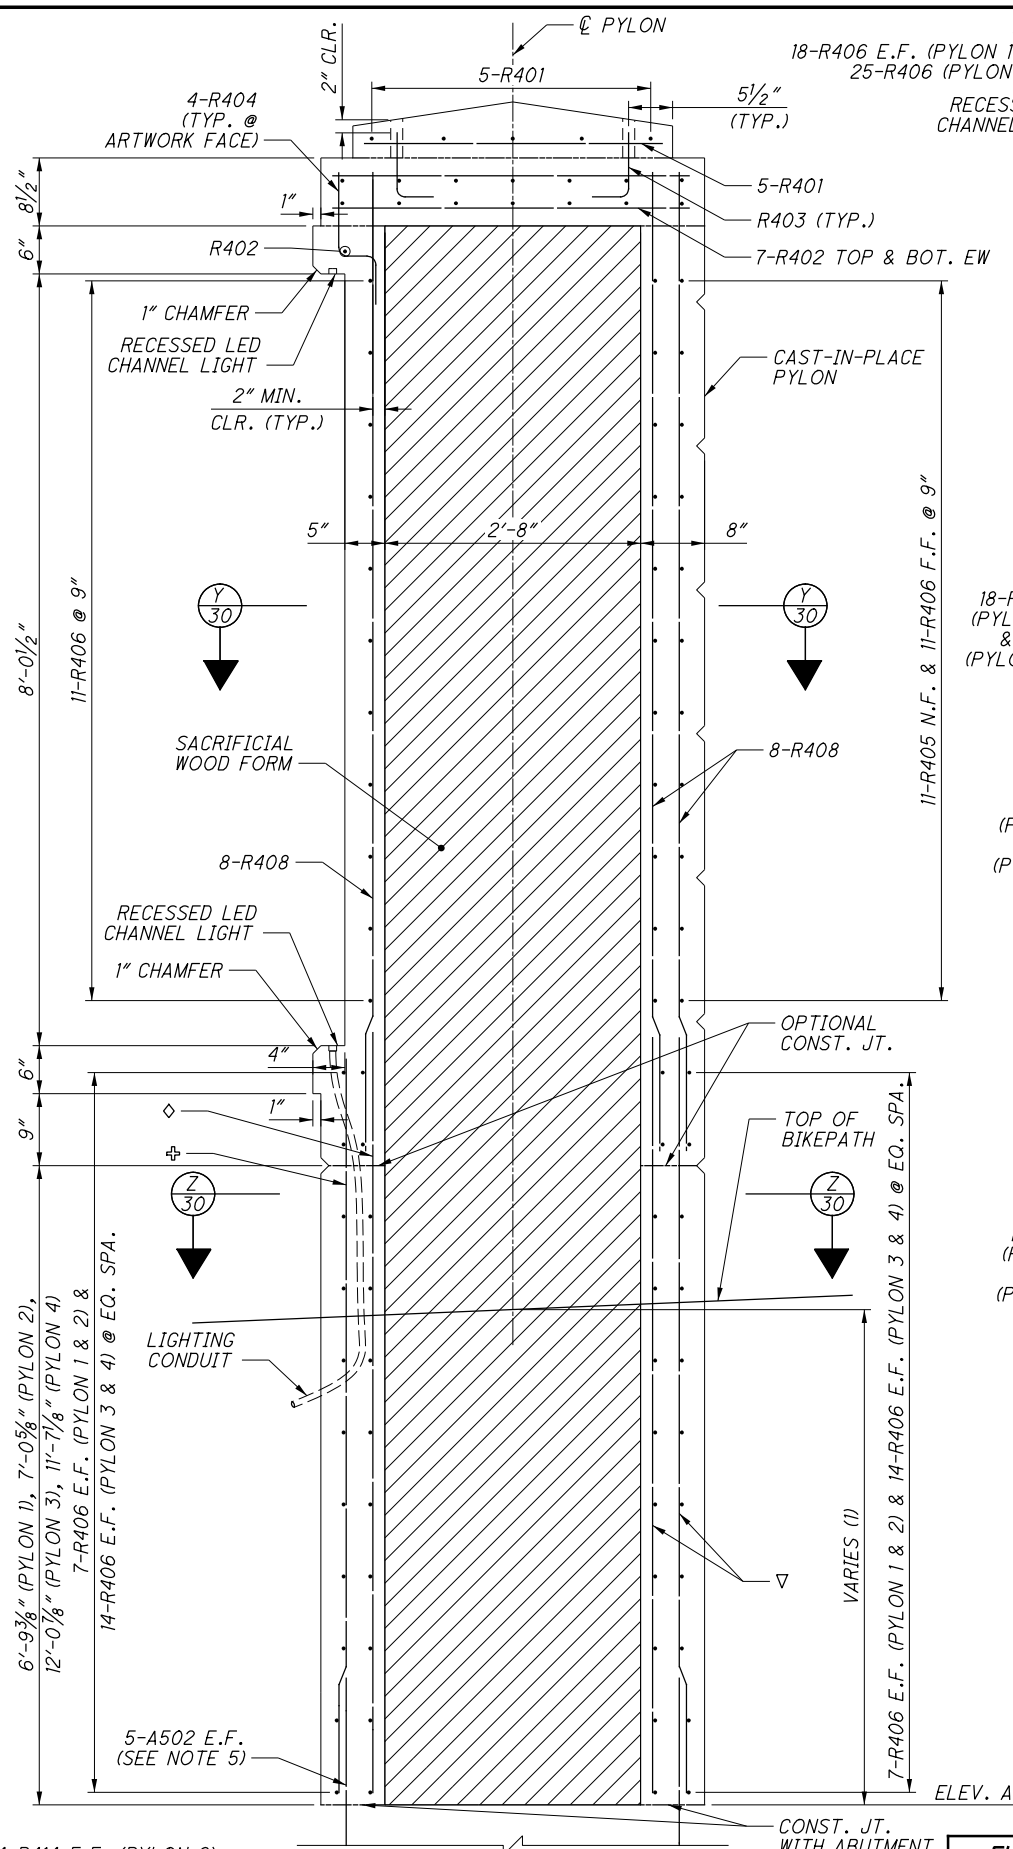 ℄ PYLON
2" CLR.
5-R401
5½"
(TYP.)
18-R406 E.F. (PYLON 1
25-R406 (PYLON
RECESS
CHANNEL
4-R404
(TYP. @
ARTWORK FACE)
8½"
1"
5-R401
R403 (TYP.)
7-R402 TOP & BOT. EW
6"
R402
1" CHAMFER
RECESSED LED
CHANNEL LIGHT
CAST-IN-PLACE
PYLON
2" MIN.
CLR. (TYP.)
5"
2'-8"
8"
11-R406 @ 9"
8'-0½"
11-R405 N.F. & 11-R406 F.F. @ 9"
Y
30
Y
30
18-R
(PYL
&
(PYLO
SACRIFICIAL
WOOD FORM
8-R408
(P
(P
8-R408
RECESSED LED
CHANNEL LIGHT
1" CHAMFER
OPTIONAL
CONST. JT.
6"
4"
9"
1"
TOP OF
BIKEPATH
Z
30
Z
30
(P
LIGHTING
CONDUIT
6'-9⅜" (PYLON 1), 7'-0⅝" (PYLON 2),
12'-0⅞" (PYLON 3), 11'-7⅛" (PYLON 4)
7-R406 E.F. (PYLON 1 & 2) &
14-R406 E.F. (PYLON 3 & 4) @ EQ. SPA.
VARIES (1)
7-R406 E.F. (PYLON 1 & 2) & 14-R406 E.F. (PYLON 3 & 4) @ EQ. SPA.
5-A502 E.F.
(SEE NOTE 5)
ELEV. A
CONST. JT.
WITH ABUTMENT